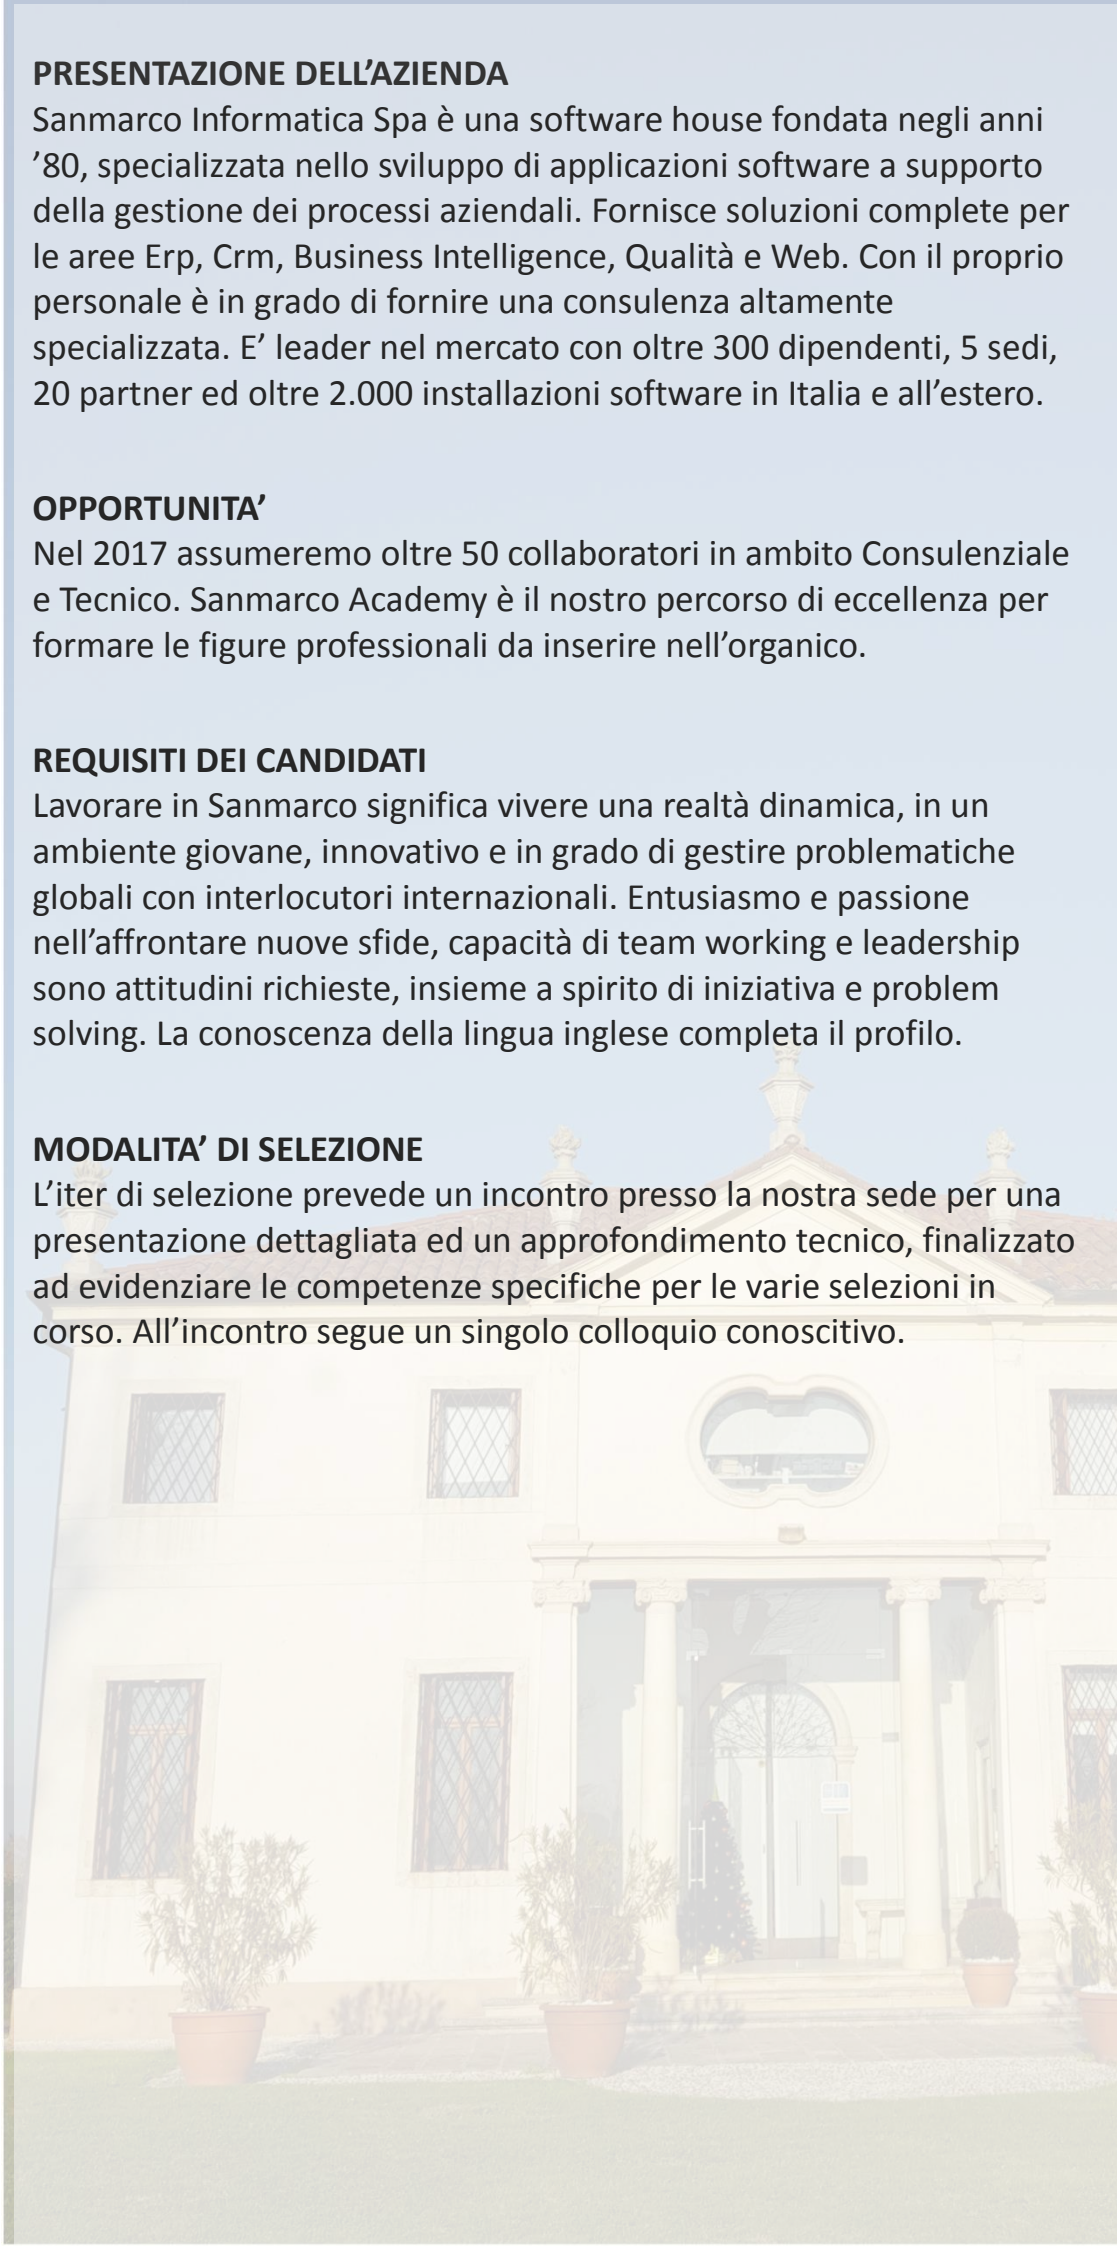 PRESENTAZIONE DELL’AZIENDA
Sanmarco Informatica Spa è una software house fondata negli anni
’80, specializzata nello sviluppo di applicazioni software a supporto
della gestione dei processi aziendali. Fornisce soluzioni complete per
le aree Erp, Crm, Business Intelligence, Qualità e Web. Con il proprio
personale è in grado di fornire una consulenza altamente
specializzata. E’ leader nel mercato con oltre 300 dipendenti, 5 sedi,
20 partner ed oltre 2.000 installazioni software in Italia e all’estero.
OPPORTUNITA’
Nel 2017 assumeremo oltre 50 collaboratori in ambito Consulenziale
e Tecnico. Sanmarco Academy è il nostro percorso di eccellenza per
formare le figure professionali da inserire nell’organico.
REQUISITI DEI CANDIDATI
Lavorare in Sanmarco significa vivere una realtà dinamica, in un
ambiente giovane, innovativo e in grado di gestire problematiche
globali con interlocutori internazionali. Entusiasmo e passione
nell’affrontare nuove sfide, capacità di team working e leadership
sono attitudini richieste, insieme a spirito di iniziativa e problem
solving. La conoscenza della lingua inglese completa il profilo.
MODALITA’ DI SELEZIONE
L’iter di selezione prevede un incontro presso la nostra sede per una
presentazione dettagliata ed un approfondimento tecnico, finalizzato
ad evidenziare le competenze specifiche per le varie selezioni in
corso. All’incontro segue un singolo colloquio conoscitivo.